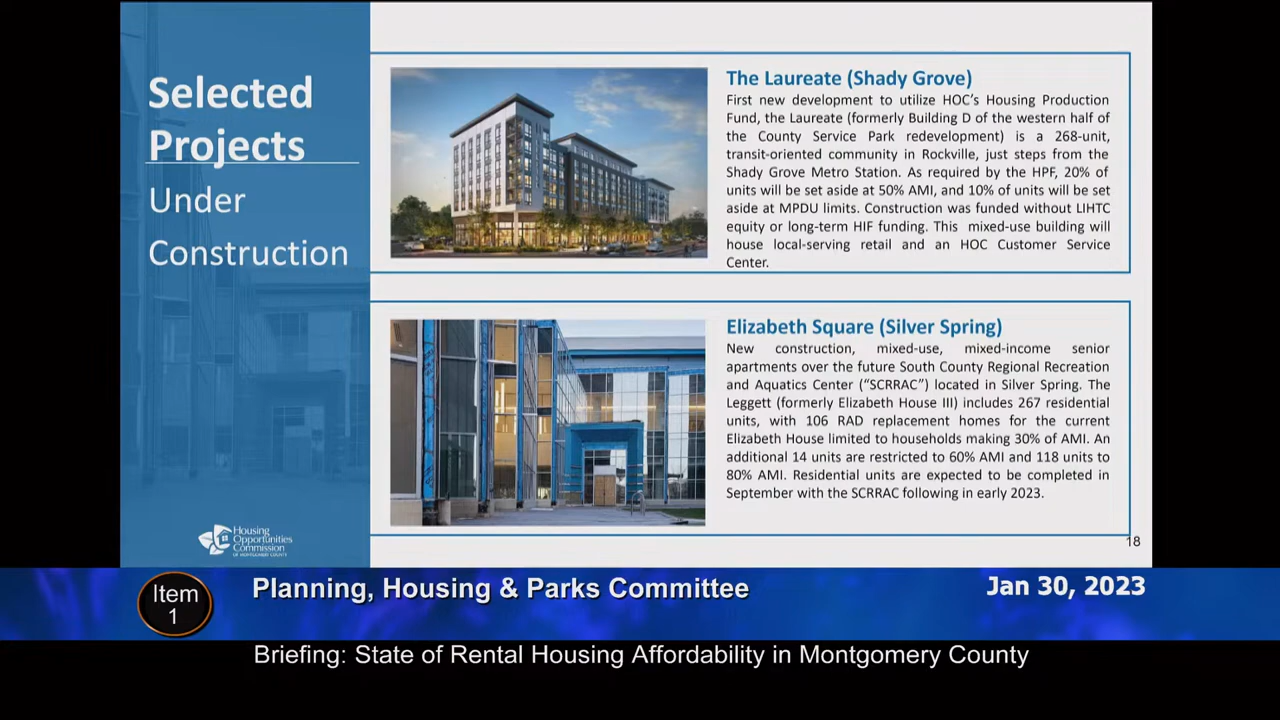 Selected
Projects
Under
Construction
The Laureate (Shady Grove)
First new development to utilize HOC's Housing Production
Fund, the Laureate (formerly Building D of the western half of
the County Service Park redevelopment) is a 268-unit,
transit-oriented community in Rockville, just steps from the
Shady Grove Metro Station. As required by the HPF, 20% of
units will be set aside at 50% AMI, and 10% of units will be set
aside at MPDU limits. Construction was funded without LIHTC
equity or long-term HIF funding. This mixed-use building will
house local-serving retail and an HOC Customer Service
Center.
Elizabeth Square (Silver Spring)
New construction, mixed-use, mixed-income senior
apartments over the future South County Regional Recreation
and Aquatics Center (“SCRRAC”) located in Silver Spring. The
Leggett (formerly Elizabeth House III) includes 267 residential
units, with 106 RAD replacement homes for the current
Elizabeth House limited to households making 30% of AMI. An
additional 14 units are restricted to 60% AMI and 118 units to
80% AMI. Residential units are expected to be completed in
September with the SCRRAC following in early 2023.
Housing
Opportunities
Commission
OF MONTGOMERY COUNTY
18
Item
1
Planning, Housing & Parks Committee
Jan 30, 2023
Briefing: State of Rental Housing Affordability in Montgomery County